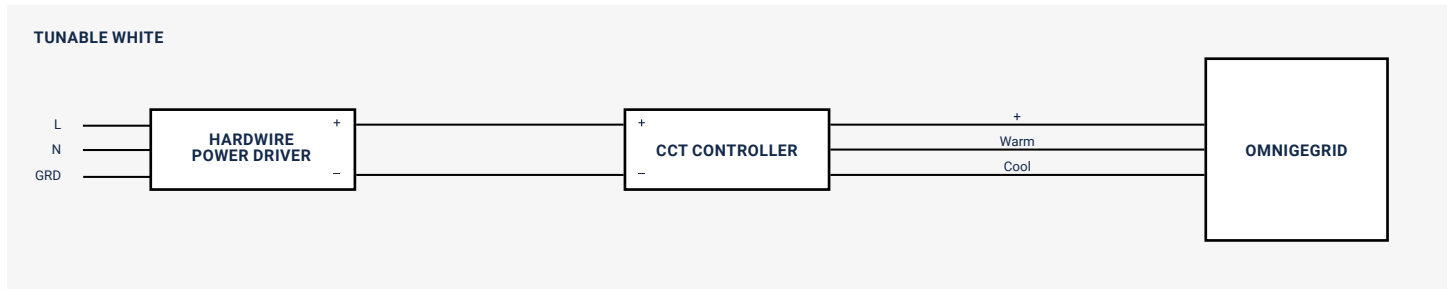 TUNABLE WHITE
L
N
GRD
HARDWIRE
POWER DRIVER
+
–
+
–
CCT CONTROLLER
+
Warm
Cool
OMNIGEGRID